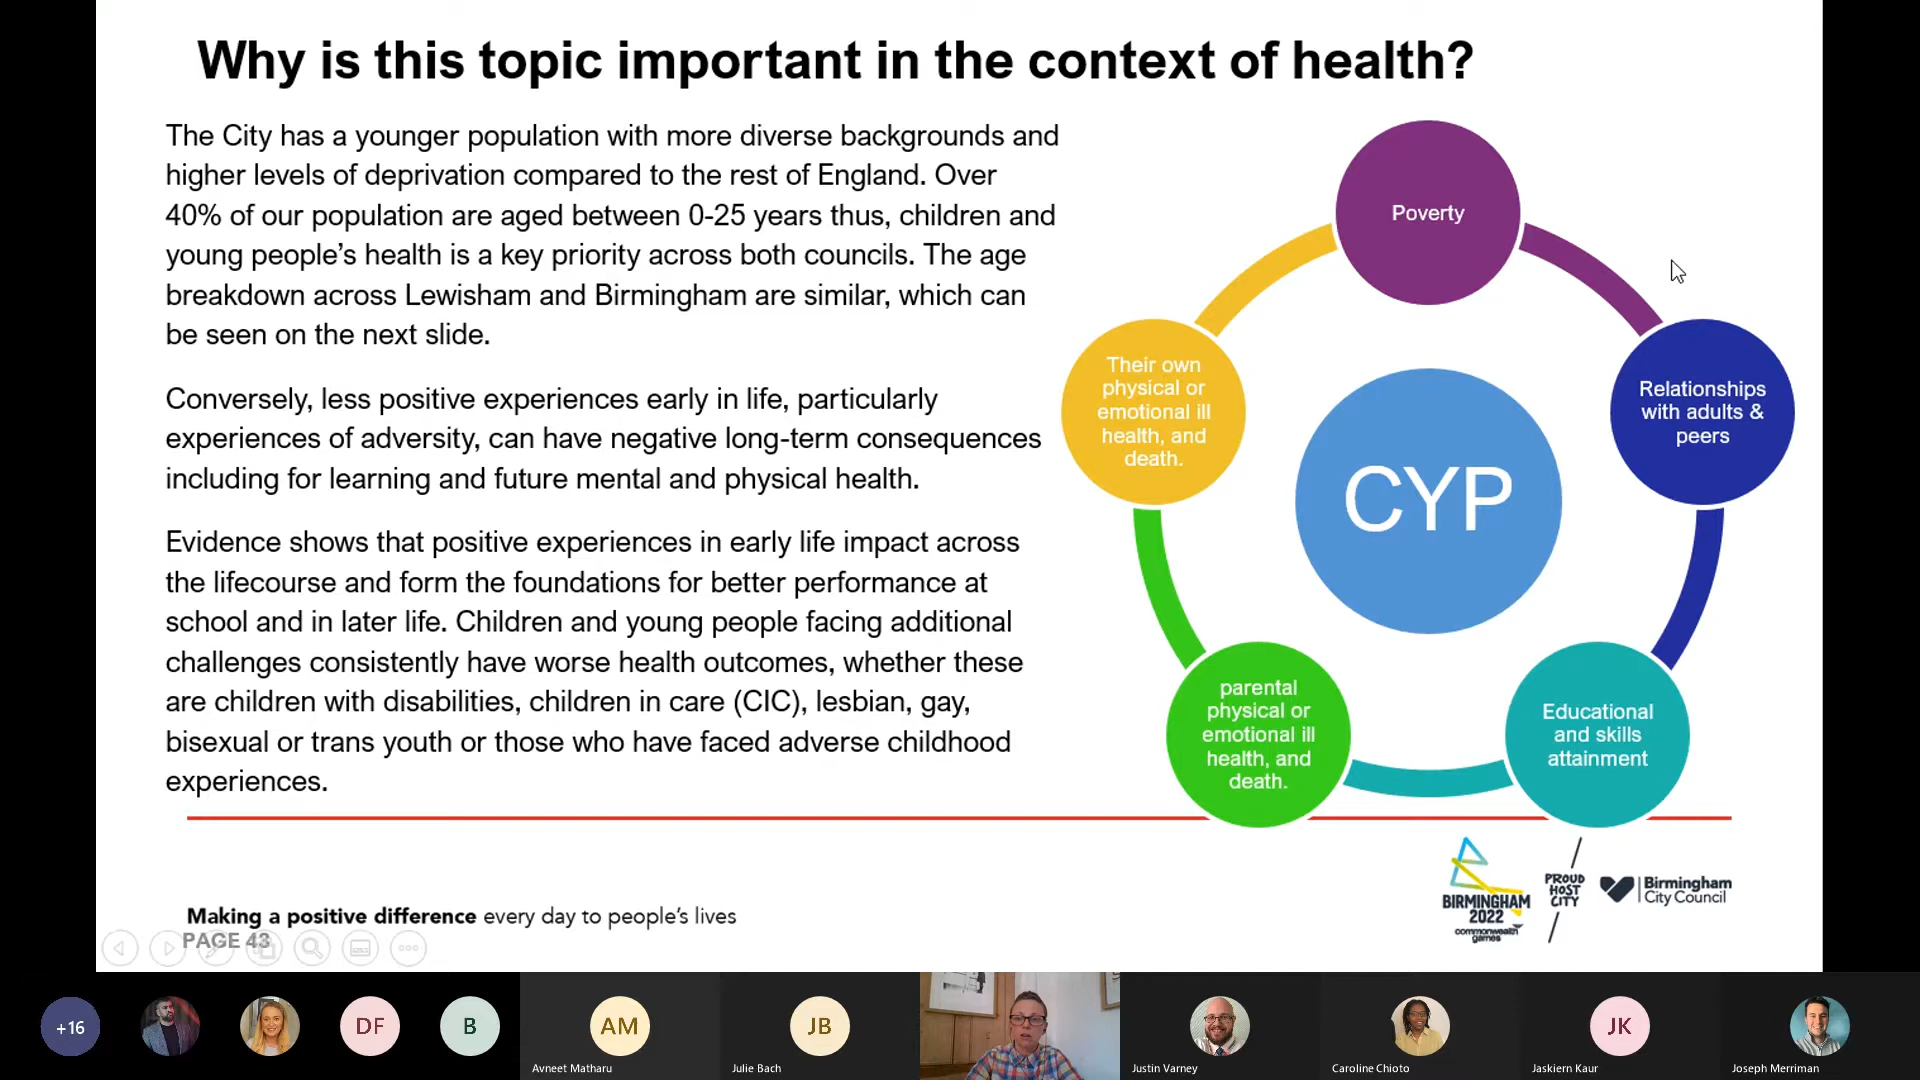 Why is this topic important in the context of health?
The City has a younger population with more diverse backgrounds and
higher levels of deprivation compared to the rest of England. Over
40% of our population are aged between 0-25 years thus, children and
young people’s health is a key priority across both councils. The age
breakdown across Lewisham and Birmingham are similar, which can
be seen on the next slide.
Conversely, less positive experiences early in life, particularly
experiences of adversity, can have negative long-term consequences
including for learning and future mental and physical health.
Evidence shows that positive experiences in early life impact across
the lifecourse and form the foundations for better performance at
school and in later life. Children and young people facing additional
challenges consistently have worse health outcomes, whether these
are children with disabilities, children in care (CIC), lesbian, gay,
bisexual or trans youth or those who have faced adverse childhood
experiences.
Poverty
Relationships
with adults &
peers
Educational
and skills
attainment
parental
physical or
emotional ill
health, and
death.
Their own
physical or
emotional ill
health, and
death.
CYP
BIRMINGHAM
2022
commonwealth
games
PROUD
HOST
CITY
Birmingham
City Council
Making a positive difference every day to people’s lives
PAGE 43
+16
DF
B
AM
Avneet Matharu
JB
Julie Bach
Justin Varney
Caroline Chioto
JK
Jaskiern Kaur
Joseph Merriman